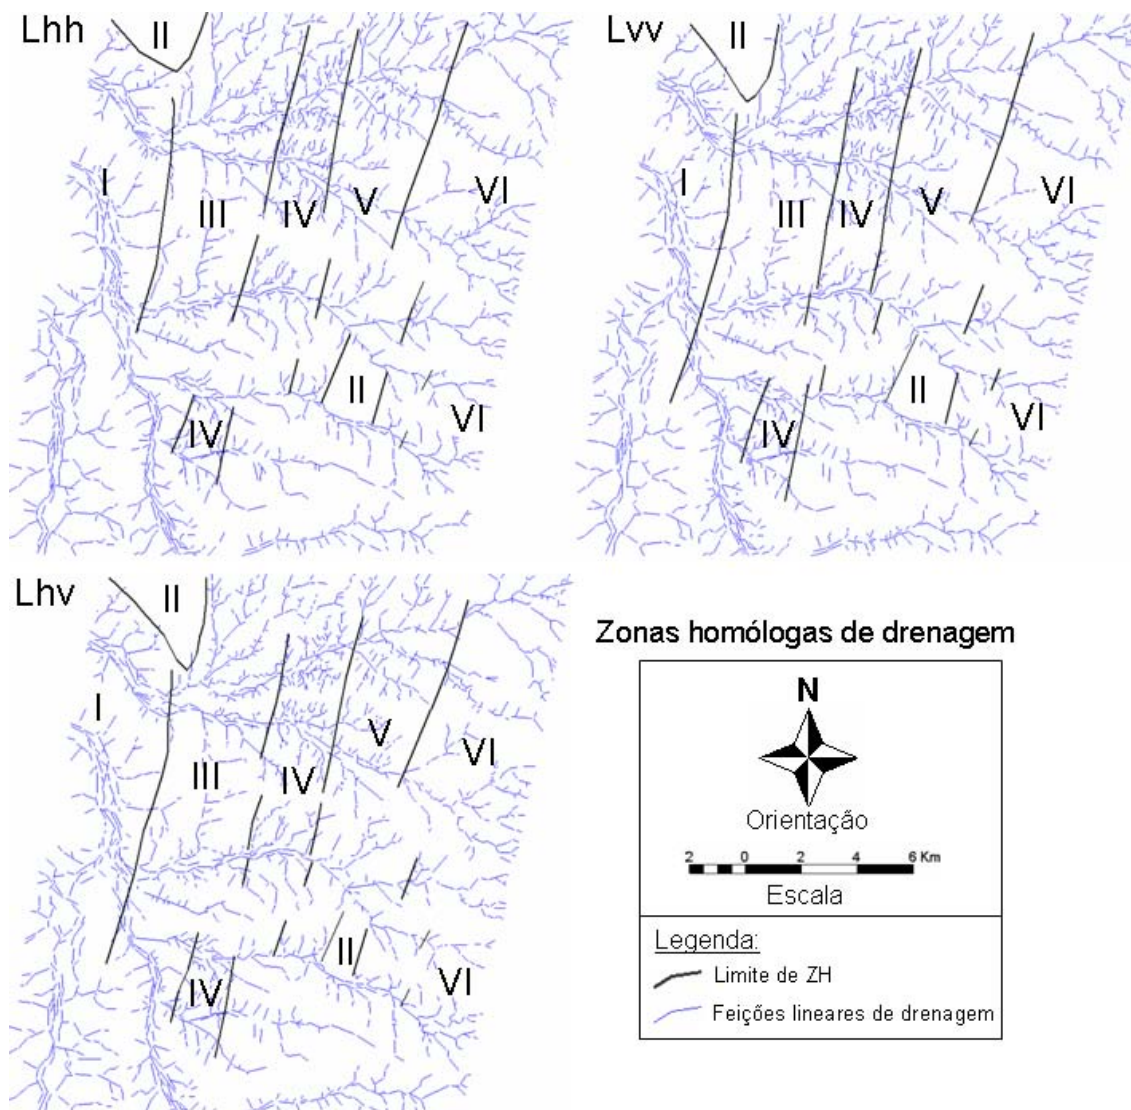 Lhh
II
I
III
IV
V
VI
II
IV
VI
Lvv
II
I
III
IV
V
VI
II
IV
VI
Lhv
II
I
III
IV
V
VI
II
IV
VI
Zonas homólogas de drenagem
N
Orientação
2 0 2 4 6 Km
Escala
Legenda:
Limite de ZH
Feições lineares de drenagem